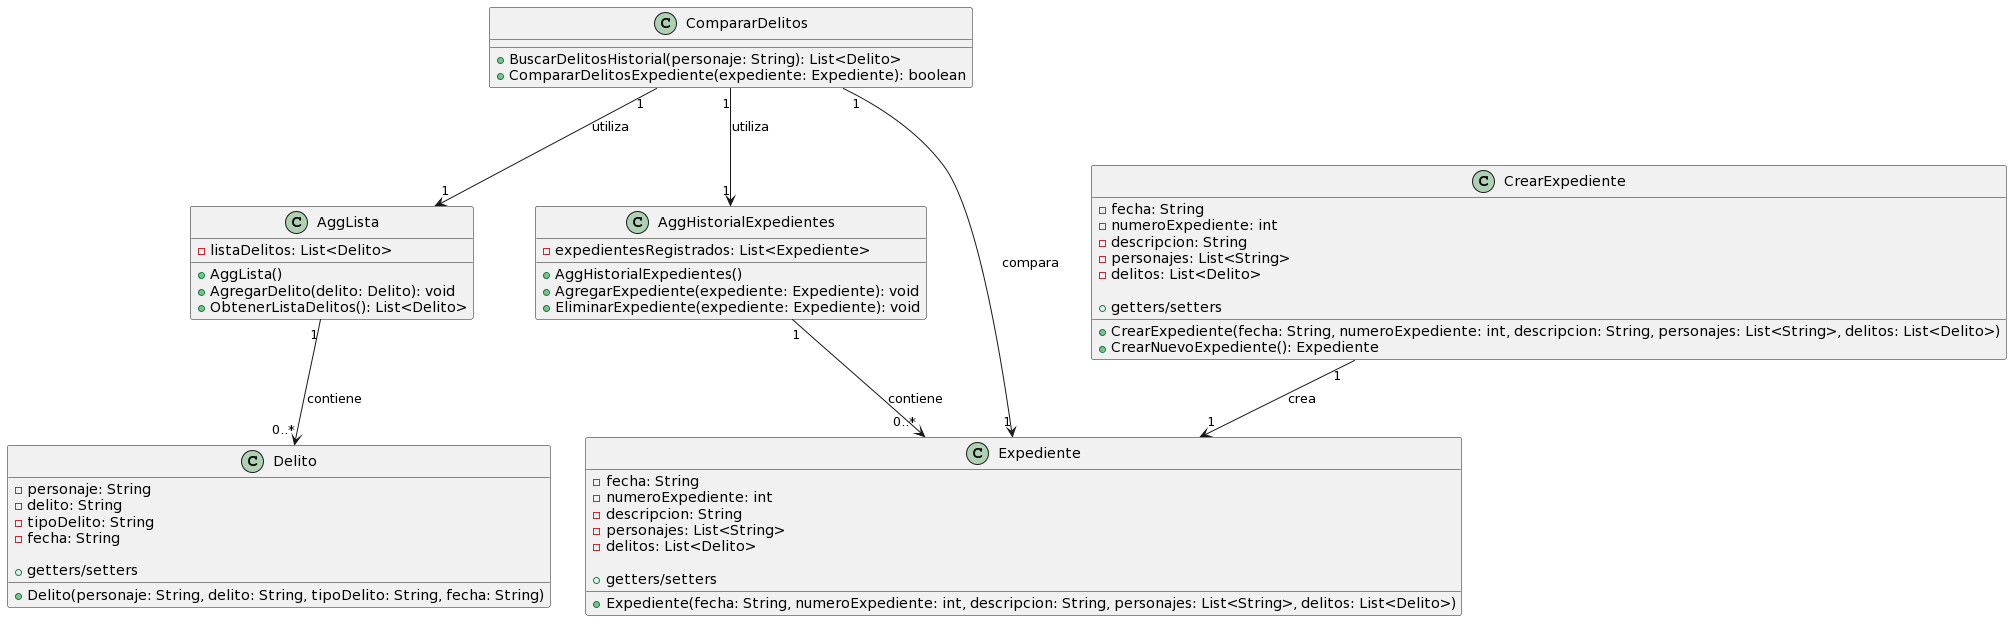 C CompararDelitos
BuscarDelitosHistorial(personaje: String): List<Delito>
CompararDelitosExpediente(expediente: Expediente): boolean
1
1
1
utiliza
utiliza
compara
1
1
1
C AggLista
listaDelitos: List<Delito>
AggLista()
AgregarDelito(delito: Delito): void
ObtenerListaDelitos(): List<Delito>
C AggHistorialExpedientes
expedientesRegistrados: List<Expediente>
AggHistorialExpedientes()
AgregarExpediente(expediente: Expediente): void
EliminarExpediente(expediente: Expediente): void
C CrearExpediente
fecha: String
numeroExpediente: int
descripcion: String
personajes: List<String>
delitos: List<Delito>
getters/setters
CrearExpediente(fecha: String, numeroExpediente: int, descripcion: String, personajes: List<String>, delitos: List<Delito>)
CrearNuevoExpediente(): Expediente
1
contiene
0..*
1
contiene
0..*
1
crea
1
C Delito
personaje: String
delito: String
tipoDelito: String
fecha: String
getters/setters
Delito(personaje: String, delito: String, tipoDelito: String, fecha: String)
C Expediente
fecha: String
numeroExpediente: int
descripcion: String
personajes: List<String>
delitos: List<Delito>
getters/setters
Expediente(fecha: String, numeroExpediente: int, descripcion: String, personajes: List<String>, delitos: List<Delito>)